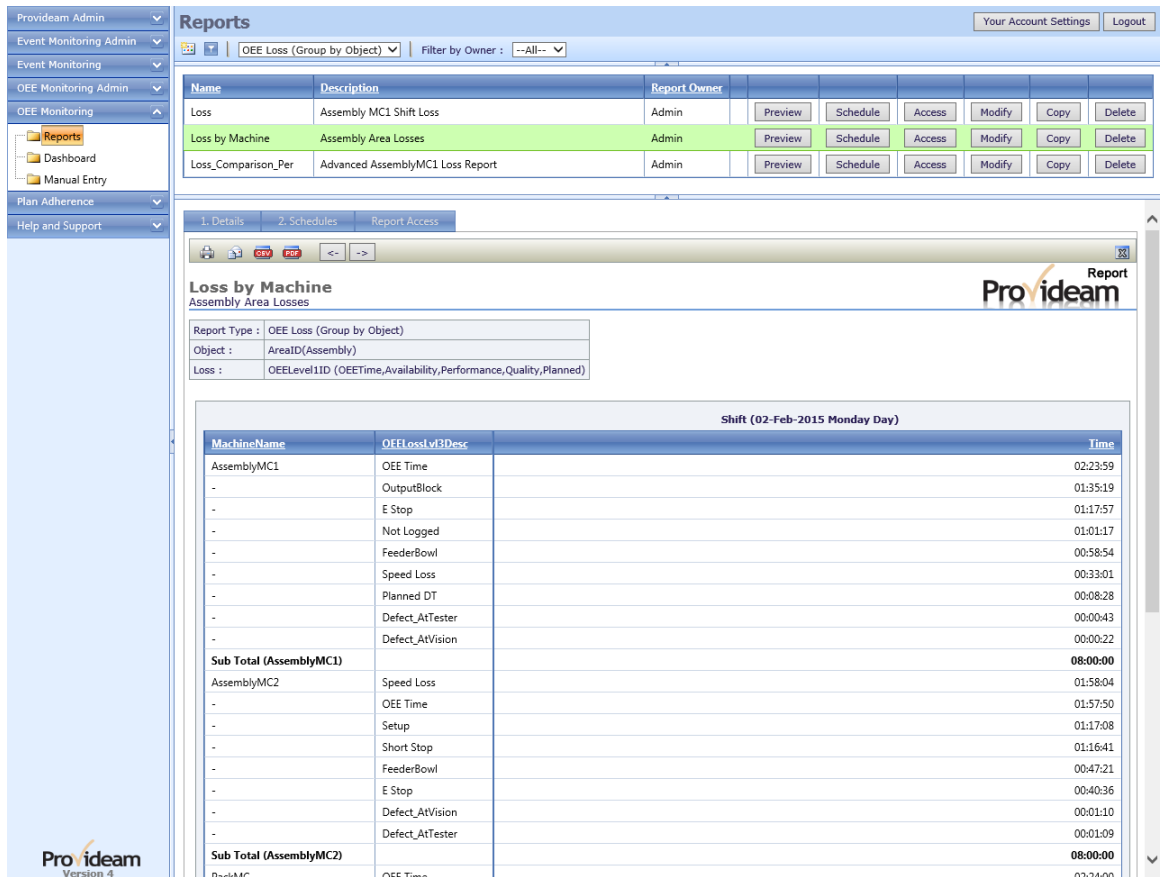 Provideam Admin
Event Monitoring Admin
Event Monitoring
OEE Monitoring Admin
OEE Monitoring
Reports
Dashboard
Manual Entry
Plan Adherence
Help and Support
Provideam
Version 4
Reports
Your Account Settings Logout
OEE Loss (Group by Object) Filter by Owner : --All--
Name Description Report Owner
Loss Assembly MC1 Shift Loss Admin Preview Schedule Access Modify Copy Delete
Loss by Machine Assembly Area Losses Admin Preview Schedule Access Modify Copy Delete
Loss_Comparison_Per Advanced AssemblyMC1 Loss Report Admin Preview Schedule Access Modify Copy Delete
1. Details 2. Schedules Report Access
CSV PDF <- ->
Report
Provideam
Loss by Machine
Assembly Area Losses
Report Type : OEE Loss (Group by Object)
Object : AreaID(Assembly)
Loss : OEELevel1ID (OEETime,Availability,Performance,Quality,Planned)
Shift (02-Feb-2015 Monday Day)
MachineName OEELossLvl3Desc Time
AssemblyMC1 OEE Time 02:23:59
- OutputBlock 01:35:19
- E Stop 01:17:57
- Not Logged 01:01:17
- FeederBowl 00:58:54
- Speed Loss 00:33:01
- Planned DT 00:08:28
- Defect_AtTester 00:00:43
- Defect_AtVision 00:00:22
Sub Total (AssemblyMC1) 08:00:00
AssemblyMC2 Speed Loss 01:58:04
- OEE Time 01:57:50
- Setup 01:17:08
- Short Stop 01:16:41
- FeederBowl 00:47:21
- E Stop 00:40:36
- Defect_AtVision 00:01:10
- Defect_AtTester 00:01:09
Sub Total (AssemblyMC2) 08:00:00
PackMC OEE Time 02:24:00